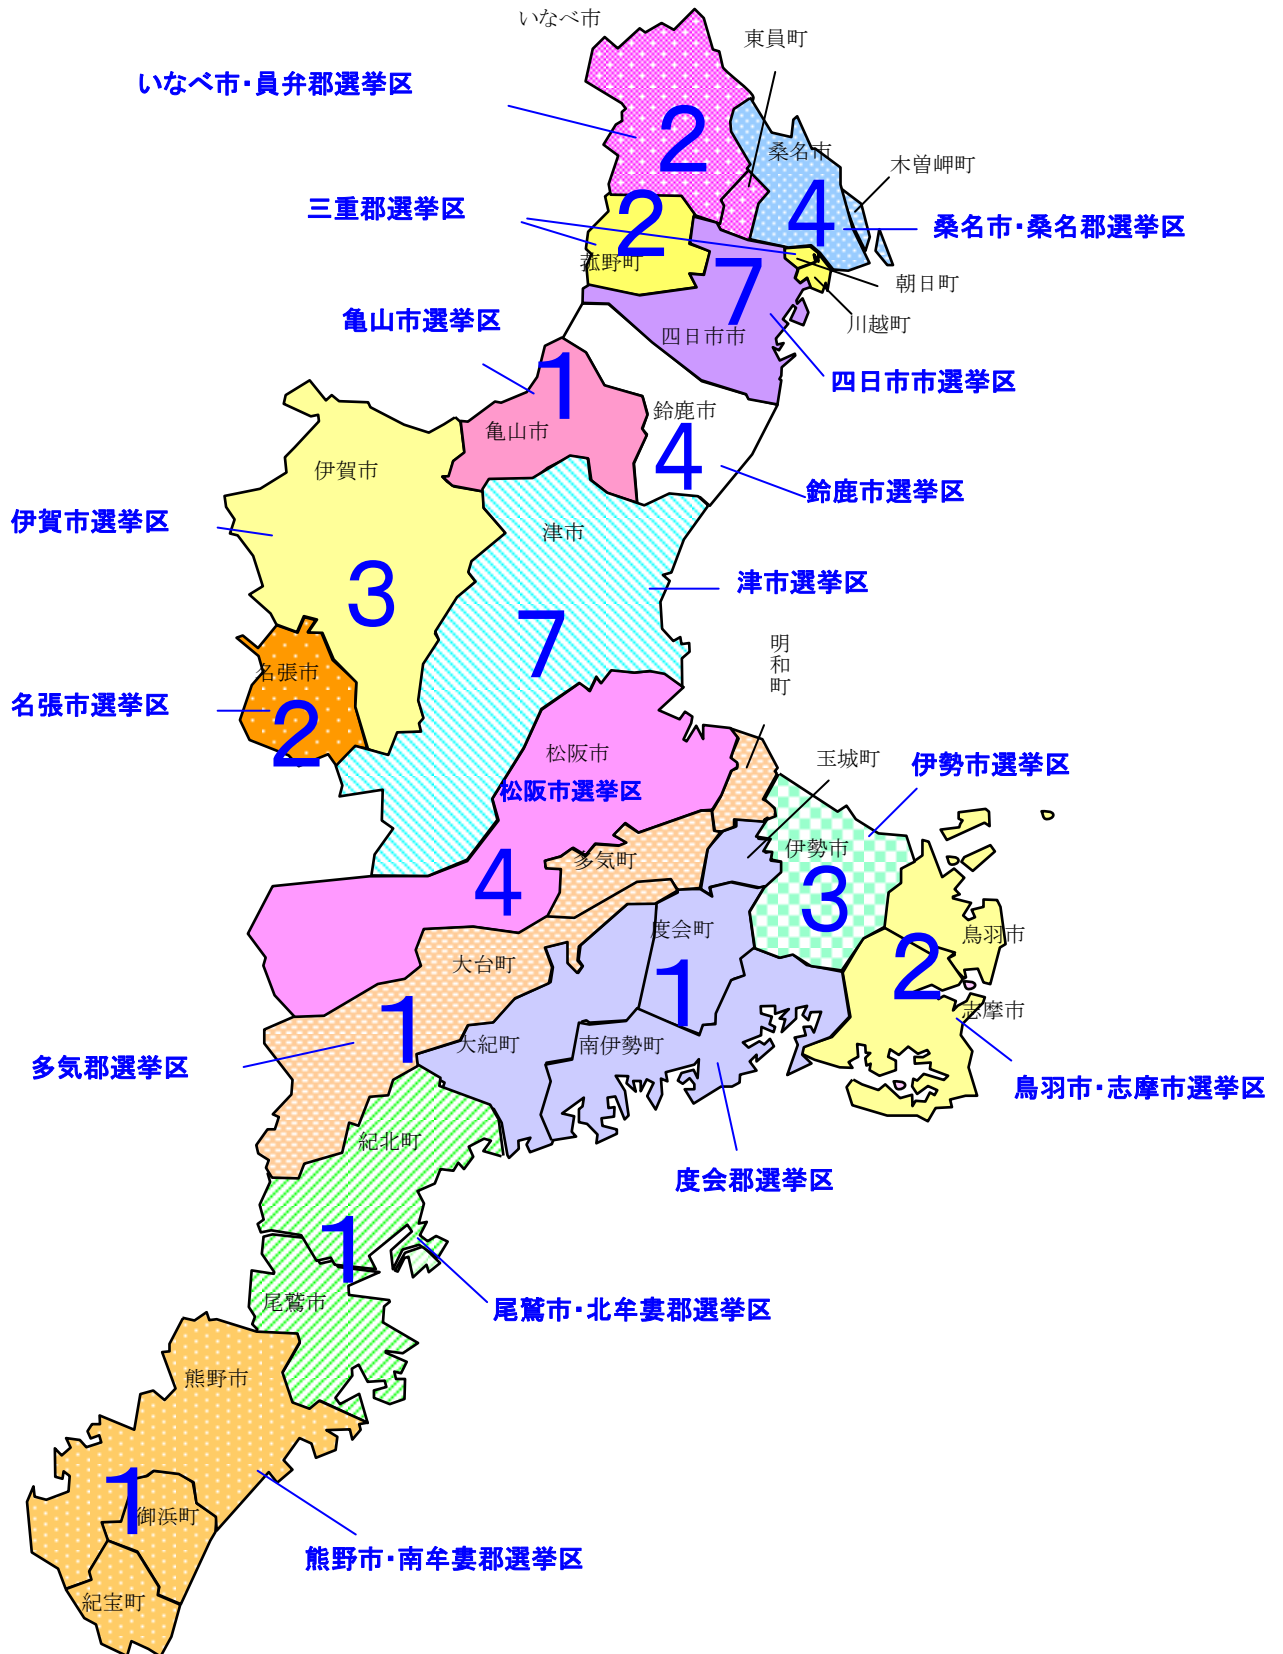 いなべ市
東員町
いなべ市・員弁郡選挙区
2
桑名市
木曽岬町
三重郡選挙区
2
4
桑名市・桑名郡選挙区
菰野町
7
朝日町
亀山市選挙区
川越町
四日市市
四日市市選挙区
1
鈴鹿市
亀山市
4
伊賀市
鈴鹿市選挙区
伊賀市選挙区
津市
3
津市選挙区
7
明和町
名張市
名張市選挙区
2
松阪市
玉城町
伊勢市選挙区
松阪市選挙区
伊勢市
多気町
4
3
度会町
鳥羽市
大台町
2
1
志摩市
1
大紀町
南伊勢町
多気郡選挙区
鳥羽市・志摩市選挙区
紀北町
度会郡選挙区
1
尾鷲市
尾鷲市・北牟婁郡選挙区
熊野市
1
御浜町
熊野市・南牟婁郡選挙区
紀宝町